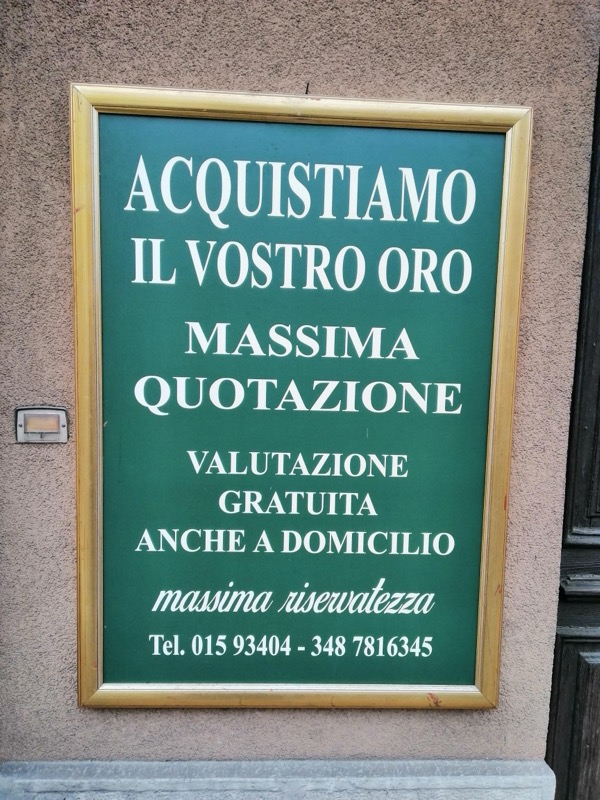 ACQUISTIAMO
IL VOSTRO ORO
MASSIMA
QUOTAZIONE
VALUTAZIONE
GRATUITA
ANCHE A DOMICILIO
massima riservatezza
Tel. 015 93404 - 348 7816345